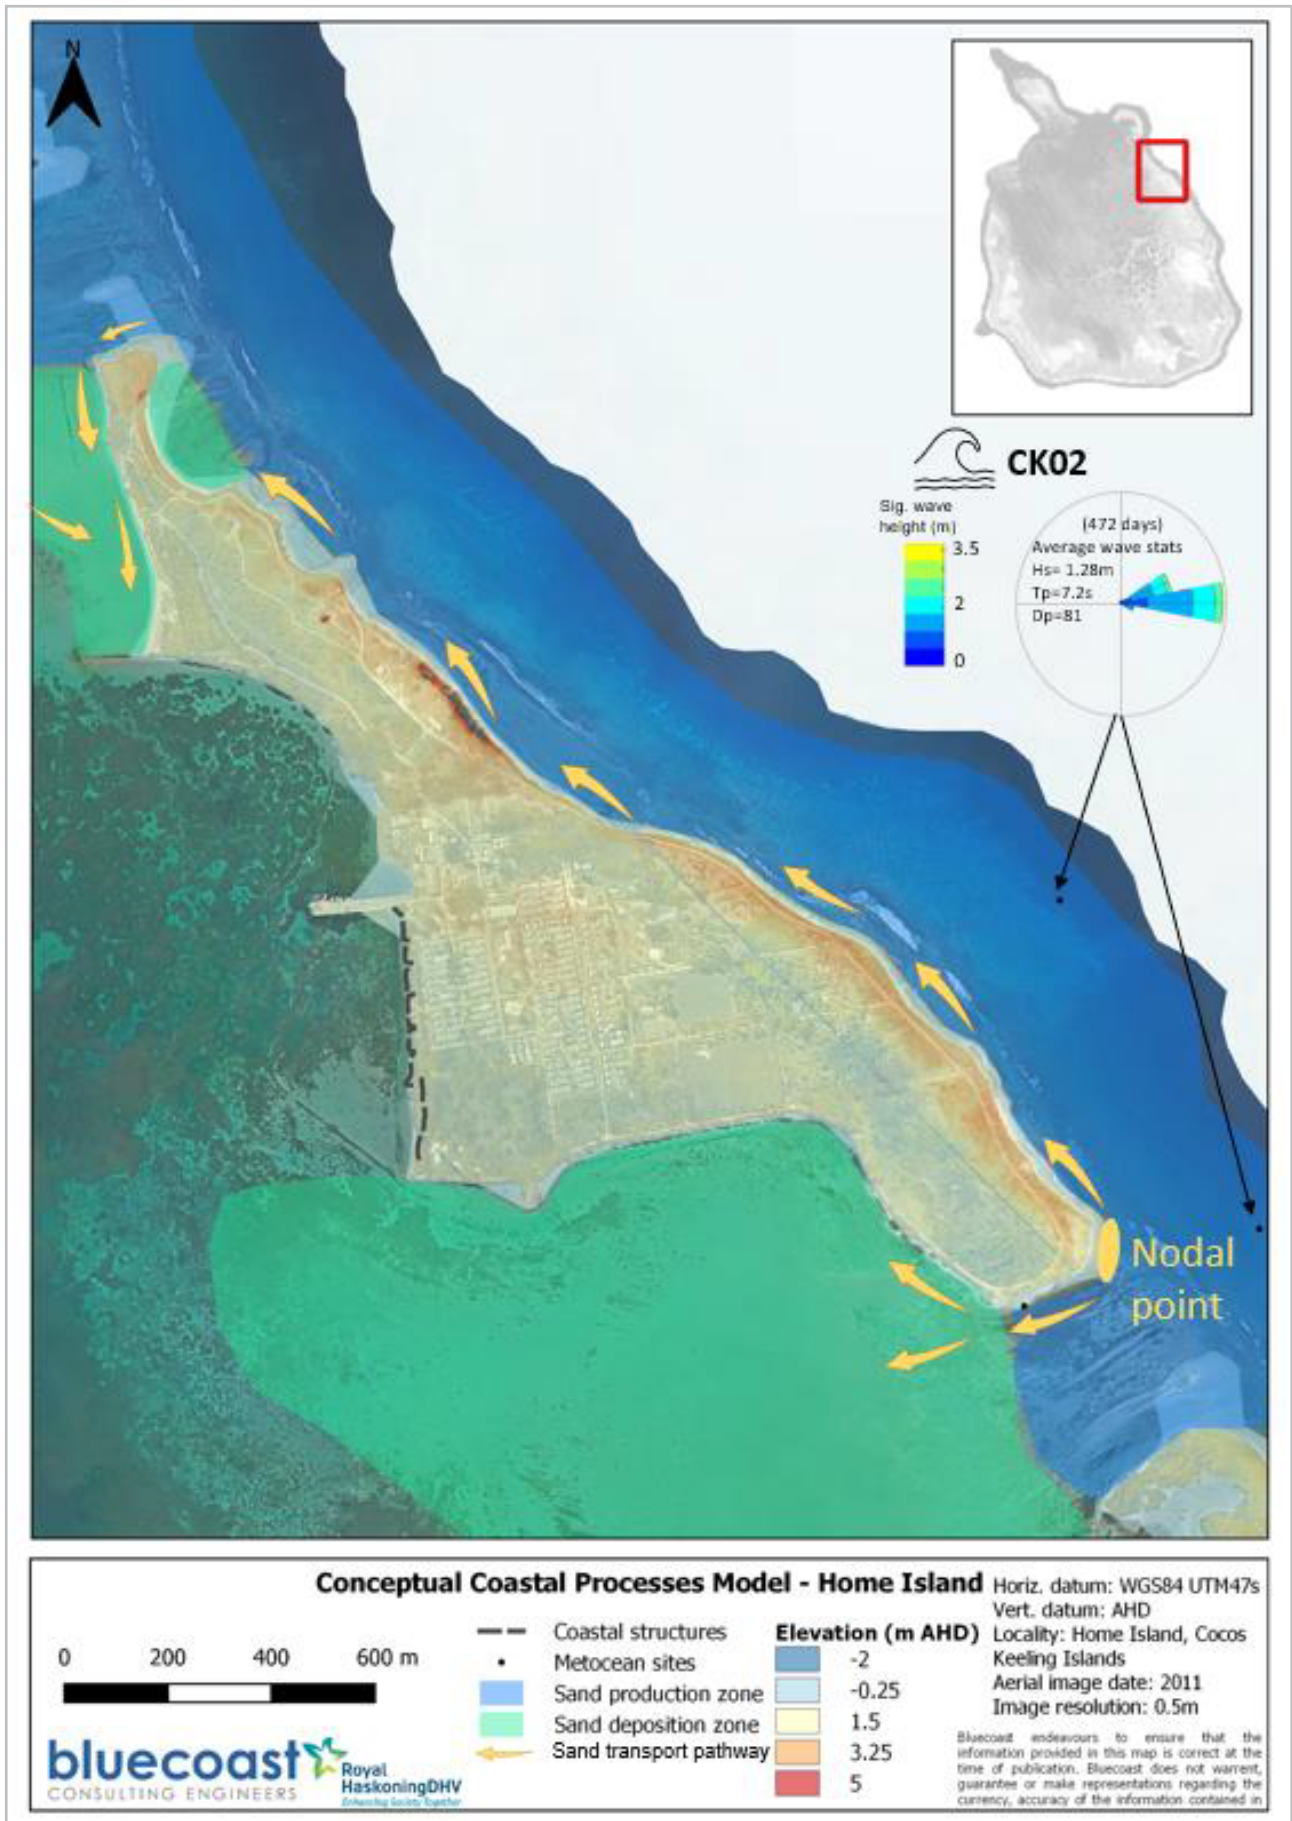 N
CK02
Sig. wave
height (m)
3.5
2
0
(472 days)
Average wave stats
Hs= 1.28m
Tp=7.2s
Dp=81
Nodal
point
Conceptual Coastal Processes Model - Home Island
0 200 400 600 m
Coastal structures
Metocean sites
Sand production zone
Sand deposition zone
Sand transport pathway
Elevation (m AHD)
-2
-0.25
1.5
3.25
5
Horiz. datum: WGS84 UTM47s
Vert. datum: AHD
Locality: Home Island, Cocos
Keeling Islands
Aerial image date: 2011
Image resolution: 0.5m
Bluecoast endeavours to ensure that the
information provided in this map is correct at the
time of publication. Bluecoast does not warrant,
guarantee or make representations regarding the
currency, accuracy of the information contained in
bluecoast
CONSULTING ENGINEERS
Royal
HaskoningDHV
Enhancing Society Together